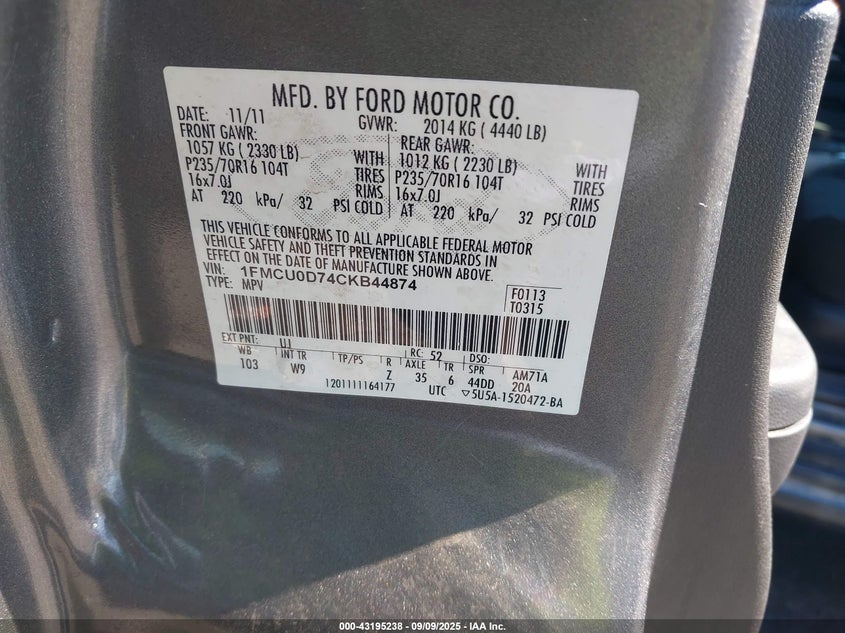 MFD. BY FORD MOTOR CO.
DATE: 11/11 GVWR: 2014 KG ( 4440 LB)
FRONT GAWR: REAR GAWR:
1057 KG ( 2330 LB) WITH 1012 KG ( 2230 LB) WITH
P235/70R16 104T TIRES P235/70R16 104T TIRES
16x7.0J RIMS 16x7.0J RIMS
AT 220 kPa/ 32 PSI COLD AT 220 kPa/ 32 PSI COLD
THIS VEHICLE CONFORMS TO ALL APPLICABLE FEDERAL MOTOR
VEHICLE SAFETY AND THEFT PREVENTION STANDARDS IN
EFFECT ON THE DATE OF MANUFACTURE SHOWN ABOVE.
VIN: 1FMCU0D74CKB44874
TYPE: MPV
F0113
T0315
EXT PNT: UJ RC: 52 DSO:
WB INT TR TP/PS R AXLE TR SPR AM71A
103 W9 Z 35 6 44DD 20A
1201111164177 UTC ▽5U5A-1520472-BA
000-43195238 - 09/09/2025 - IAA Inc.